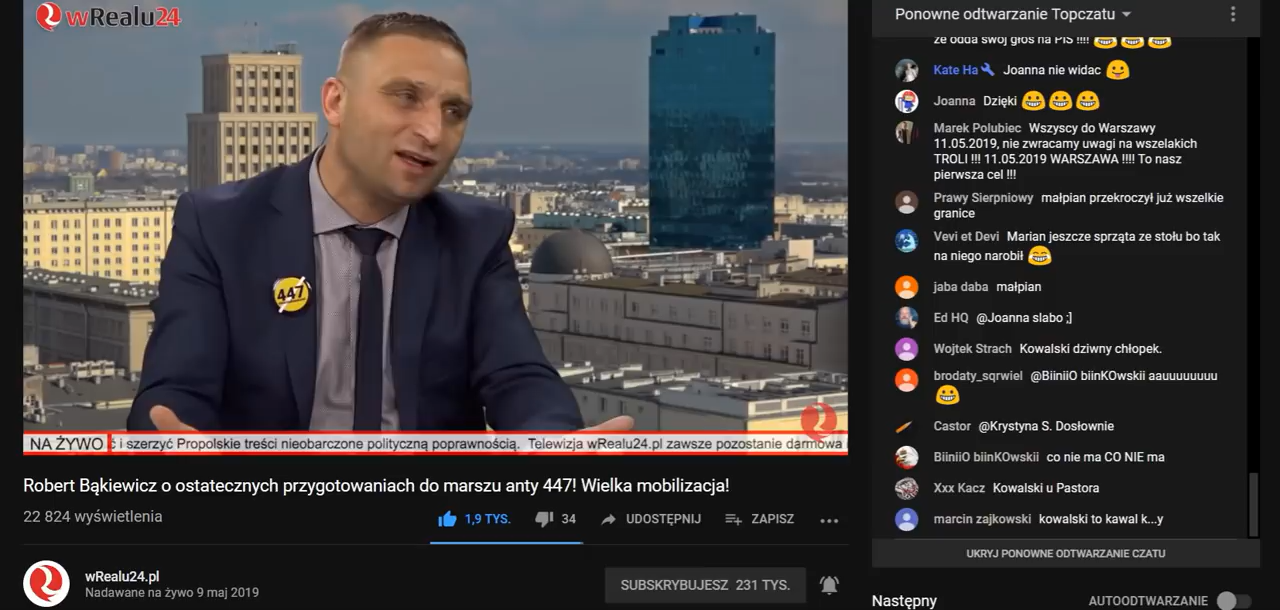 wRealu24
447
NA ŻYWO
ć i szerzyć Propolskie treści nieobarczone polityczną poprawnością. Telewizja wRealu24.pl zawsze pozostanie darmowa
Robert Bąkiewicz o ostatecznych przygotowaniach do marszu anty 447! Wielka mobilizacja!
22 824 wyświetlenia
1,9 TYS.
34
UDOSTĘPNIJ
ZAPISZ
wRealu24.pl
Nadawane na żywo 9 maj 2019
SUBSKRYBUJESZ 231 TYS.
Ponowne odtwarzanie Topczatu
że odda swój głos na PIS !!!!
Kate Ha Joanna nie widac
Joanna Dzięki
Marek Polubiec Wszyscy do Warszawy
11.05.2019, nie zwracamy uwagi na wszelakich
TROLI !!! 11.05.2019 WARSZAWA !!!! To nasz
pierwsza cel !!!
Prawy Sierpniowy małpian przekroczył już wszelkie
granice
Vevi et Devi Marian jeszcze sprząta ze stołu bo tak
na niego narobił
jaba daba małpian
Ed HQ @Joanna slabo ;]
Wojtek Strach Kowalski dziwny chłopek.
brodaty_sqrwiel @BiiniiO biinKOwskii aauuuuuuuu
Castor @Krystyna S. Dosłownie
BiiniiO biinKOwskii co nie ma CO NIE ma
Xxx Kacz Kowalski u Pastora
marcin zajkowski kowalski to kawal k...y
UKRYJ PONOWNE ODTWARZANIE CZATU
Następny
AUTOODTWARZANIE